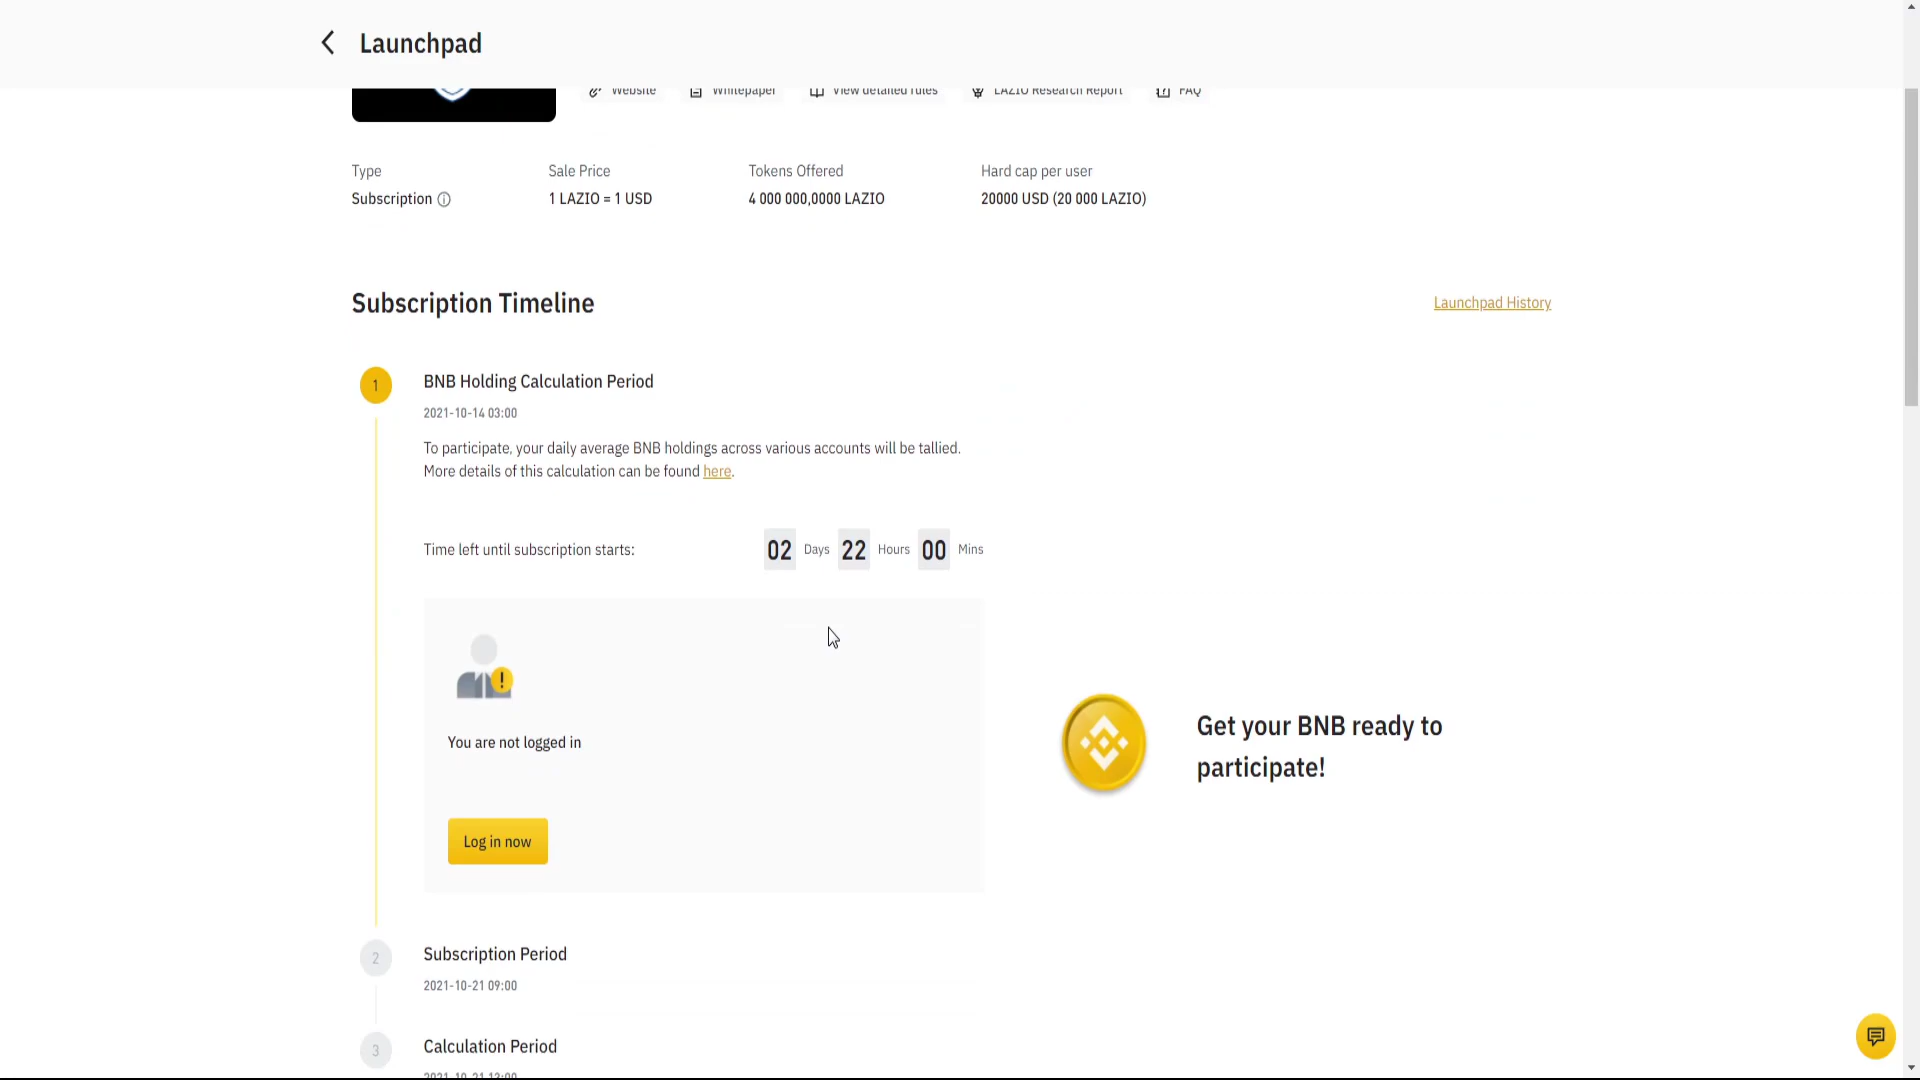 Launchpad
Website Whitepaper View detailed rules LAZIO Research Report FAQ
Type Sale Price Tokens Offered Hard cap per user
Subscription 1 LAZIO = 1 USD 4 000 000,0000 LAZIO 20000 USD (20 000 LAZIO)
Subscription Timeline Launchpad History
1 BNB Holding Calculation Period
2021-10-14 03:00
To participate, your daily average BNB holdings across various accounts will be tallied.
More details of this calculation can be found here.
Time left until subscription starts: 02 Days 22 Hours 00 Mins
You are not logged in
Get your BNB ready to
participate!
Log in now
2 Subscription Period
2021-10-21 09:00
3 Calculation Period
2021-10-21 13:00